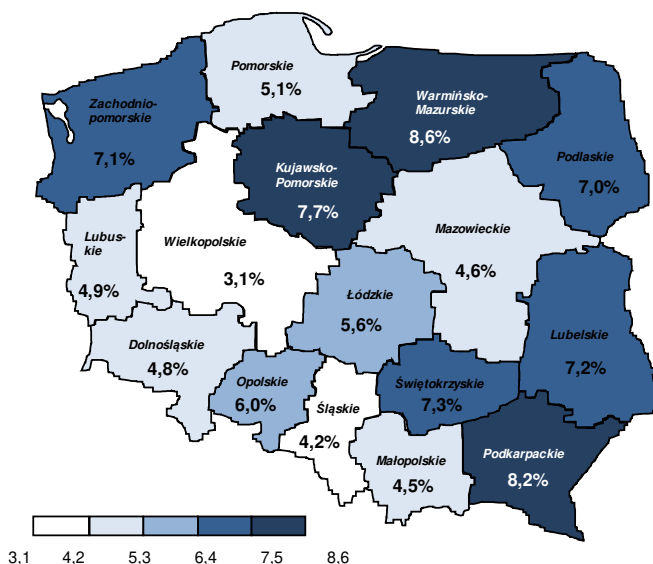 Pomorskie
5,1%
Warmińsko-
Mazurskie
8,6%
Zachodnio-
pomorskie
7,1%
Podlaskie
7,0%
Kujawsko-
Pomorskie
7,7%
Mazowieckie
4,6%
Lubus-
kie
4,9%
Wielkopolskie
3,1%
Łódzkie
5,6%
Lubelskie
7,2%
Dolnośląskie
4,8%
Opolskie
6,0%
Śląskie
4,2%
Świętokrzyskie
7,3%
Małopolskie
4,5%
Podkarpackie
8,2%
3,1 4,2 5,3 6,4 7,5 8,6